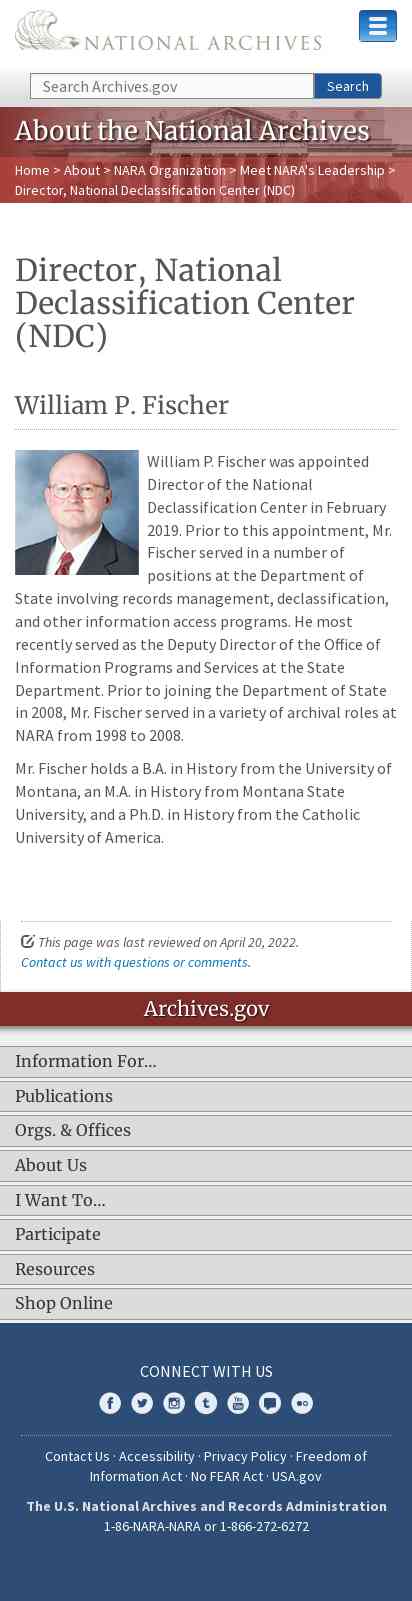 NATIONAL ARCHIVES
Search Archives.gov
Search
About the National Archives
Home > About > NARA Organization > Meet NARA's Leadership >
Director, National Declassification Center (NDC)
Director, National
Declassification Center
(NDC)
William P. Fischer
William P. Fischer was appointed
Director of the National
Declassification Center in February
2019. Prior to this appointment, Mr.
Fischer served in a number of
positions at the Department of
State involving records management, declassification,
and other information access programs. He most
recently served as the Deputy Director of the Office of
Information Programs and Services at the State
Department. Prior to joining the Department of State
in 2008, Mr. Fischer served in a variety of archival roles at
NARA from 1998 to 2008.
Mr. Fischer holds a B.A. in History from the University of
Montana, an M.A. in History from Montana State
University, and a Ph.D. in History from the Catholic
University of America.
This page was last reviewed on April 20, 2022.
Contact us with questions or comments.
Archives.gov
Information For…
Publications
Orgs. & Offices
About Us
I Want To…
Participate
Resources
Shop Online
CONNECT WITH US
Contact Us · Accessibility · Privacy Policy · Freedom of
Information Act · No FEAR Act · USA.gov
The U.S. National Archives and Records Administration
1-86-NARA-NARA or 1-866-272-6272